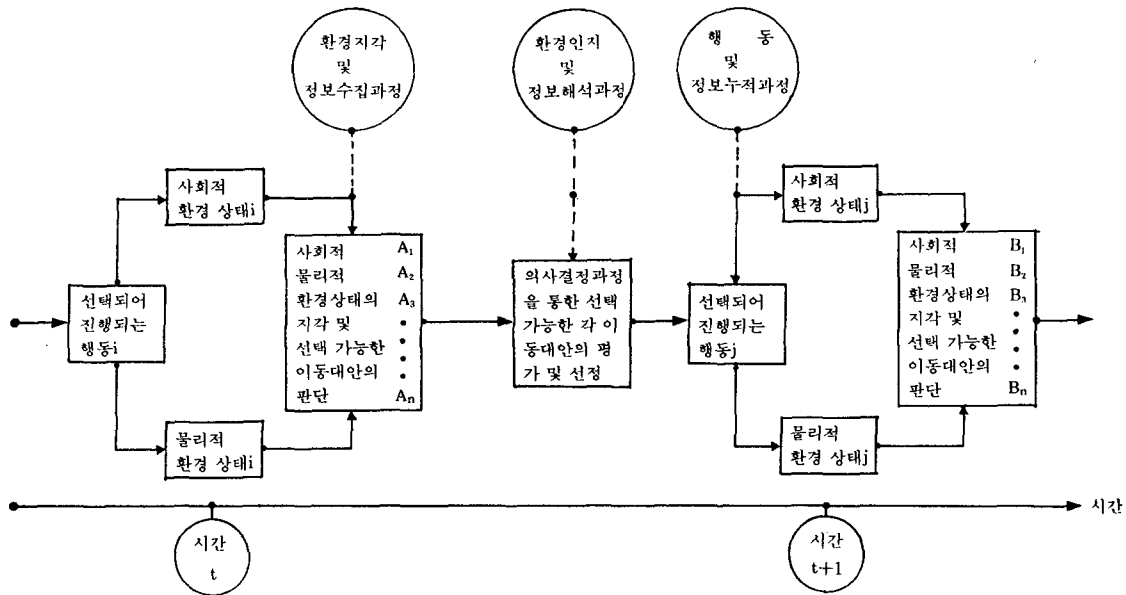 환경지각
및
정보수집과정
환경인지
및
정보해석과정
행 동
및
정보누적과정
사회적
환경 상태i
선택되어
진행되는
행동i
물리적
환경 상태i
사회적 A₁
물리적 A₂
환경상태의 A₃
지각 및 •
선택 가능한 •
이동대안의 •
판단 Aₙ
의사결정과정
을 통한 선택
가능한 각 이
동대안의 평
가 및 선정
선택되어
진행되는
행동j
사회적
환경 상태j
물리적
환경 상태j
사회적 B₁
물리적 B₂
환경상태의 B₃
지각 및 •
선택 가능한 •
이동대안의 •
판단 Bₙ
시간
시간
t
시간
t+1